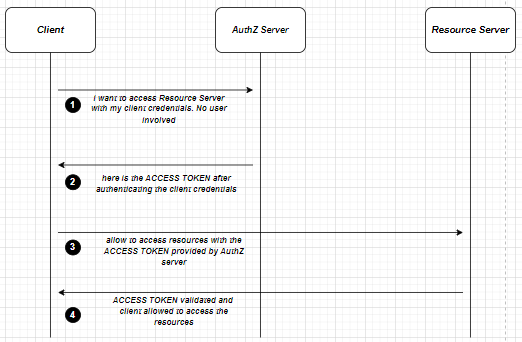 Client
AuthZ Server
Resource Server
1
I want to access Resource Server
with my client credentials. No user
involved
2
here is the ACCESS TOKEN after
authenticating the client credentials
3
allow to access resources with the
ACCESS TOKEN provided by AuthZ
server
4
ACCESS TOKEN validated and
client allowed to access the
resources